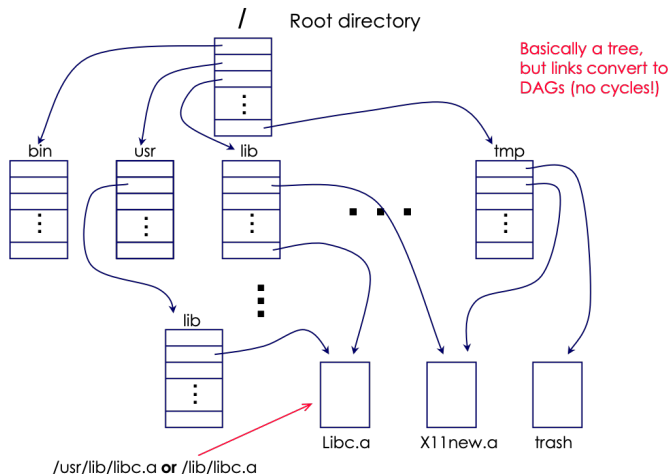 / Root directory
Basically a tree,
but links convert to
DAGs (no cycles!)
bin usr lib tmp
lib
Libc.a X11new.a trash
/usr/lib/libc.a or /lib/libc.a